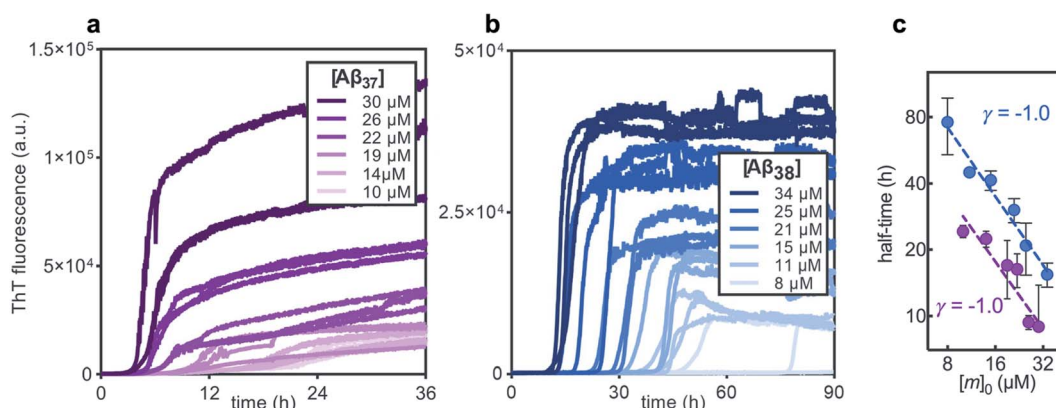 a
ThT fluorescence (a.u.)
1.5×10⁵
1×10⁵
5×10⁴
0
0
12
24
36
time (h)
[Aβ₃₇]
30 µM
26 µM
22 µM
19 µM
14µM
10 µM
b
5×10⁴
2.5×10⁴
0
0
30
60
90
time (h)
[Aβ₃₈]
34 µM
25 µM
21 µM
15 µM
11 µM
8 µM
c
half-time (h)
80
40
20
10
γ = -1.0
γ = -1.0
8
16
32
[m]₀ (µM)